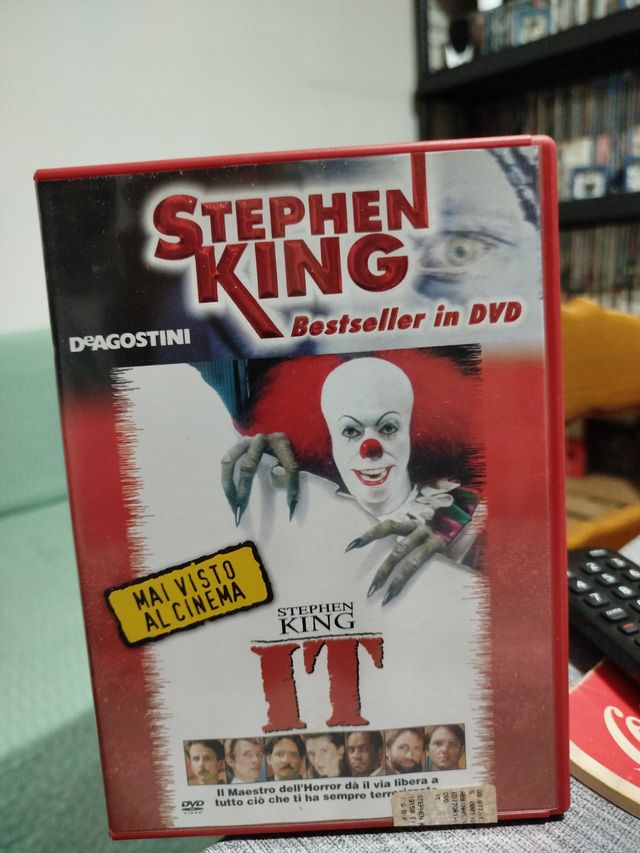 STEPHEN
KING
Bestseller in DVD
DeAGOSTINI
MAI VISTO
AL CINEMA
STEPHEN
KING
IT
Il Maestro dell'Horror dà il via libera a
tutto ciò che ti ha sempre
DVD
VIDEO